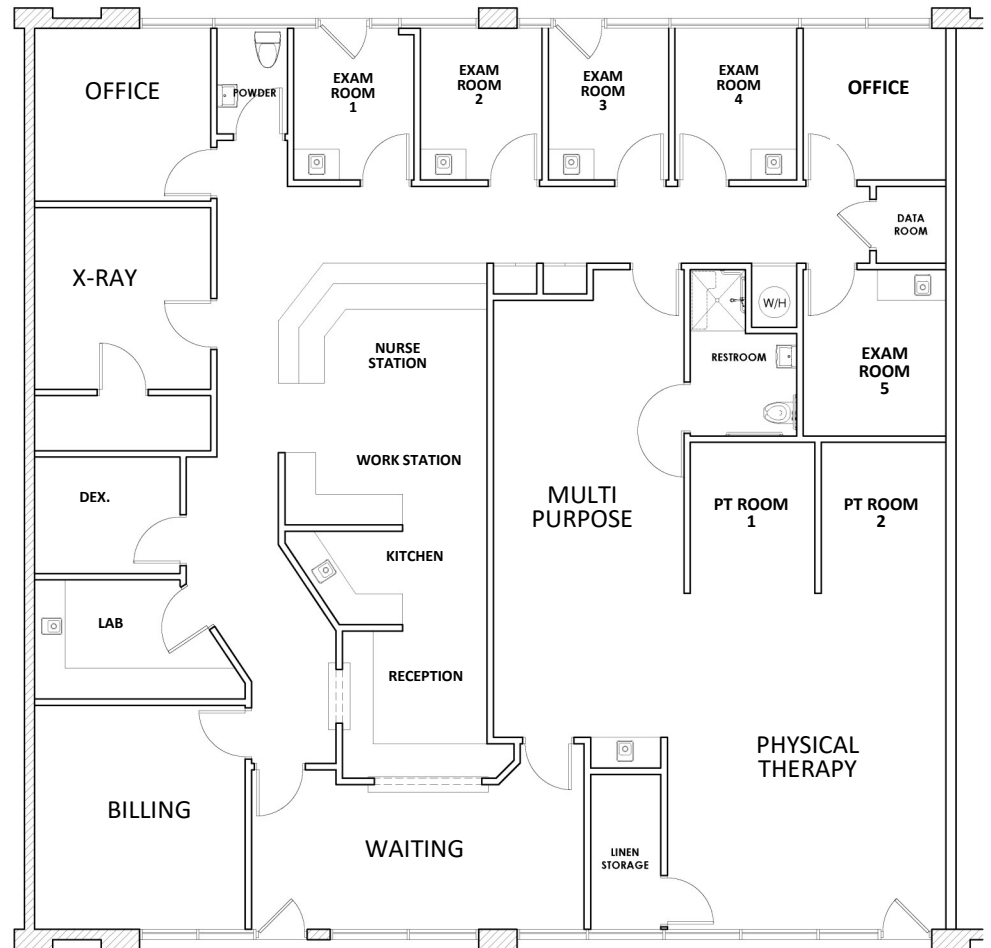 OFFICE
POWDER
EXAM
ROOM
1
EXAM
ROOM
2
EXAM
ROOM
3
EXAM
ROOM
4
OFFICE
DATA
ROOM
X-RAY
W/H
NURSE
STATION
RESTROOM
EXAM
ROOM
5
WORK STATION
DEX.
MULTI
PURPOSE
PT ROOM
1
PT ROOM
2
KITCHEN
LAB
RECEPTION
PHYSICAL
THERAPY
BILLING
WAITING
LINEN
STORAGE